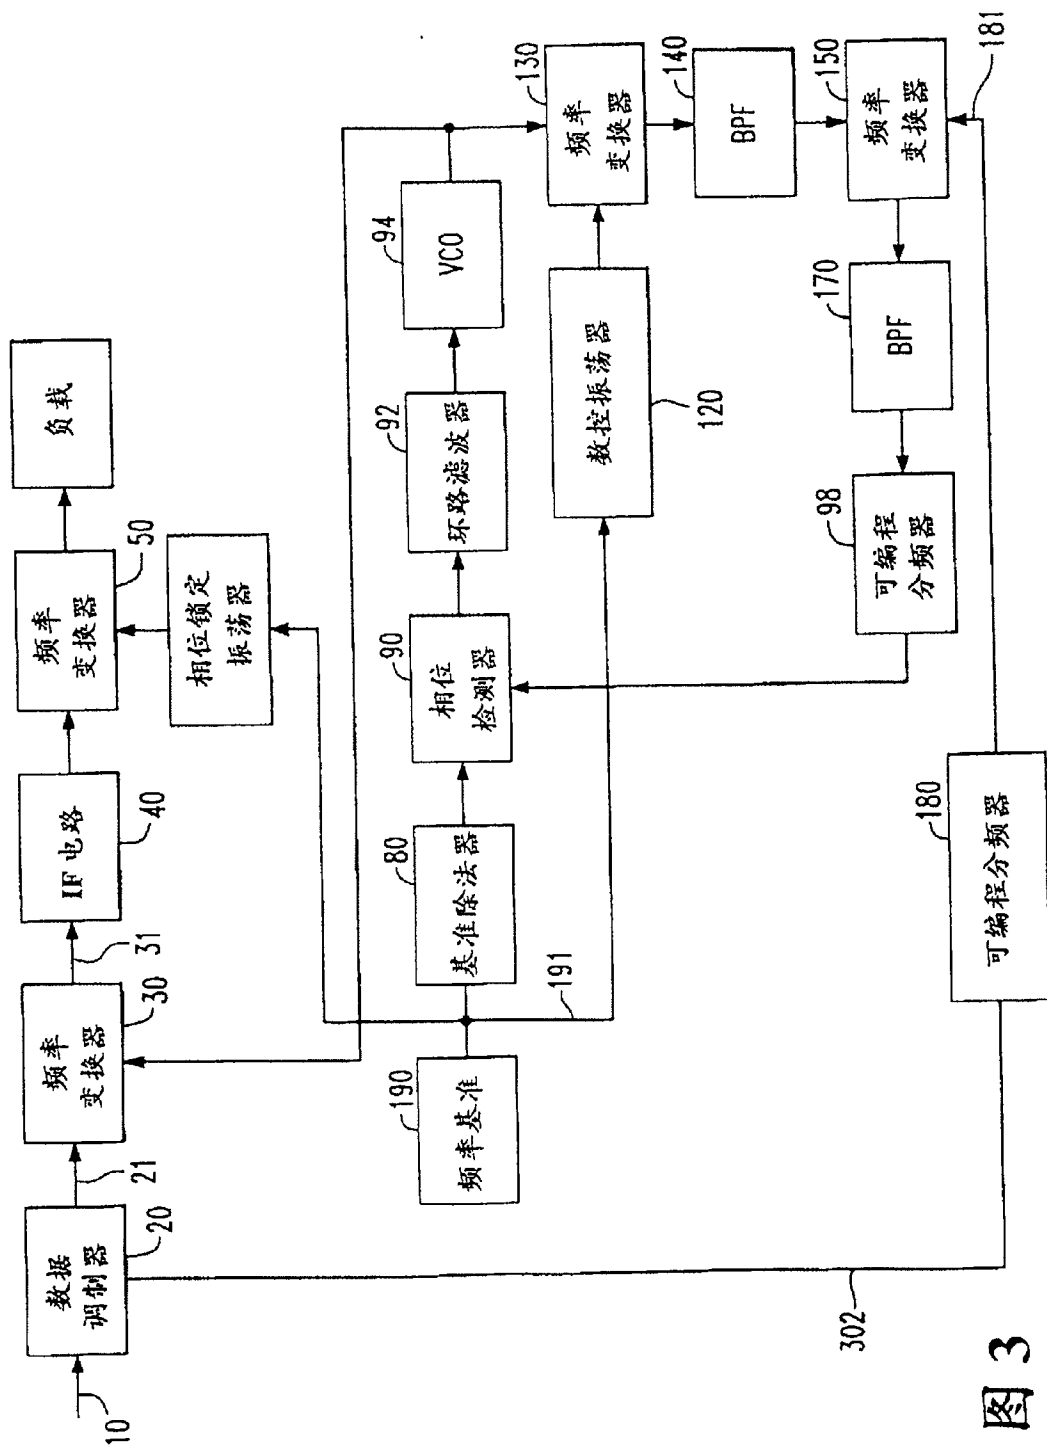 10
数据
调制器
20
21
频率
变换器
30
31
IF电路
40
频率
变换器
50
负载
相位锁定
振荡器
频率基准
190
191
基准除法器
80
相位
检测器
90
环路滤波器
92
VCO
94
数控振荡器
120
频率
变换器
130
BPF
140
频率
变换器
150
BPF
170
可编程
分频器
98
可编程分频器
180
181
302
图3